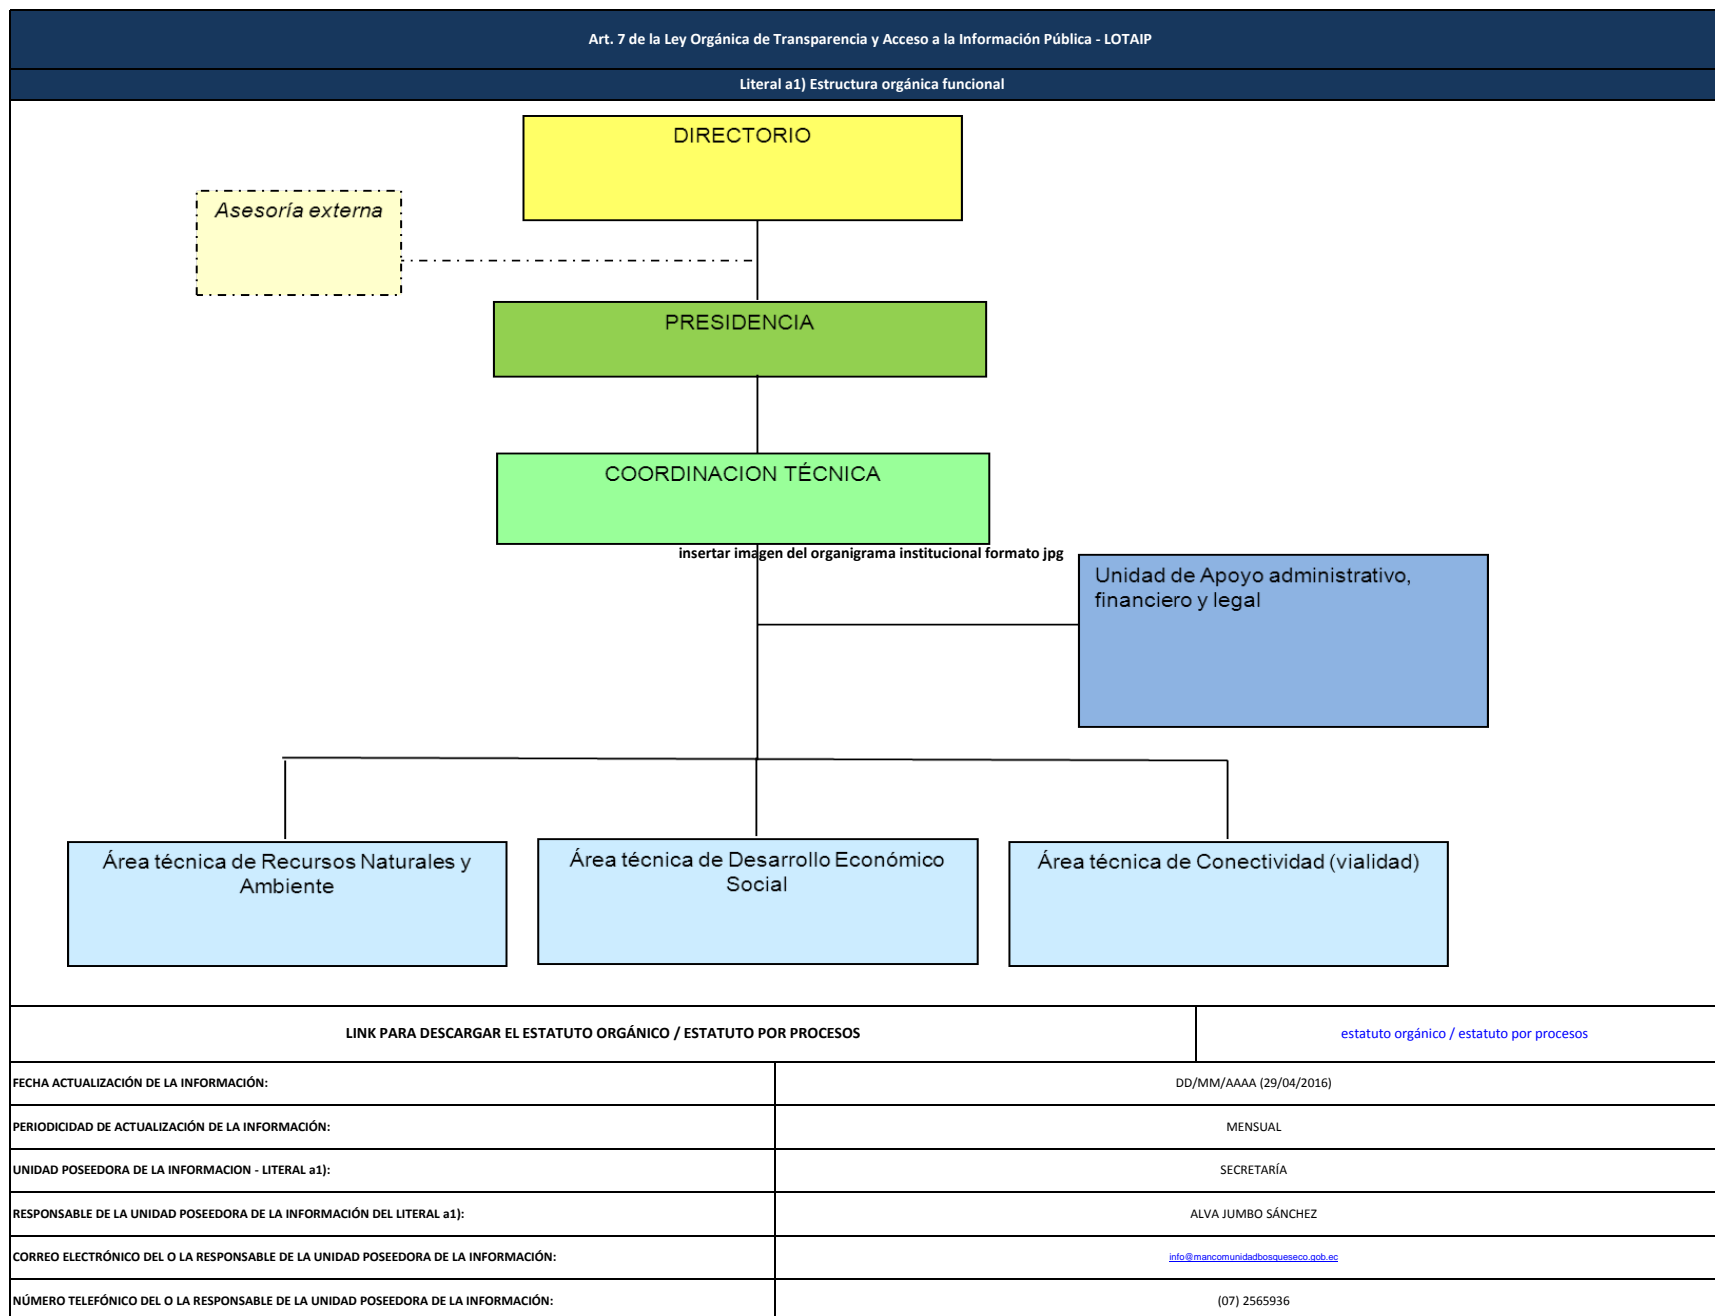 Art. 7 de la Ley Orgánica de Transparencia y Acceso a la Información Pública - LOTAIP
Literal a1) Estructura orgánica funcional
DIRECTORIO
Asesoría externa
PRESIDENCIA
COORDINACION TÉCNICA
insertar imagen del organigrama institucional formato jpg
Unidad de Apoyo administrativo,
financiero y legal
Área técnica de Recursos Naturales y
Ambiente
Área técnica de Desarrollo Económico
Social
Área técnica de Conectividad (vialidad)
LINK PARA DESCARGAR EL ESTATUTO ORGÁNICO / ESTATUTO POR PROCESOS
estatuto orgánico / estatuto por procesos
FECHA ACTUALIZACIÓN DE LA INFORMACIÓN:
DD/MM/AAAA (29/04/2016)
PERIODICIDAD DE ACTUALIZACIÓN DE LA INFORMACIÓN:
MENSUAL
UNIDAD POSEEDORA DE LA INFORMACION - LITERAL a1):
SECRETARÍA
RESPONSABLE DE LA UNIDAD POSEEDORA DE LA INFORMACIÓN DEL LITERAL a1):
ALVA JUMBO SÁNCHEZ
CORREO ELECTRÓNICO DEL O LA RESPONSABLE DE LA UNIDAD POSEEDORA DE LA INFORMACIÓN:
info@mancomunidadbosqueseco.gob.ec
NÚMERO TELEFÓNICO DEL O LA RESPONSABLE DE LA UNIDAD POSEEDORA DE LA INFORMACIÓN:
(07) 2565936